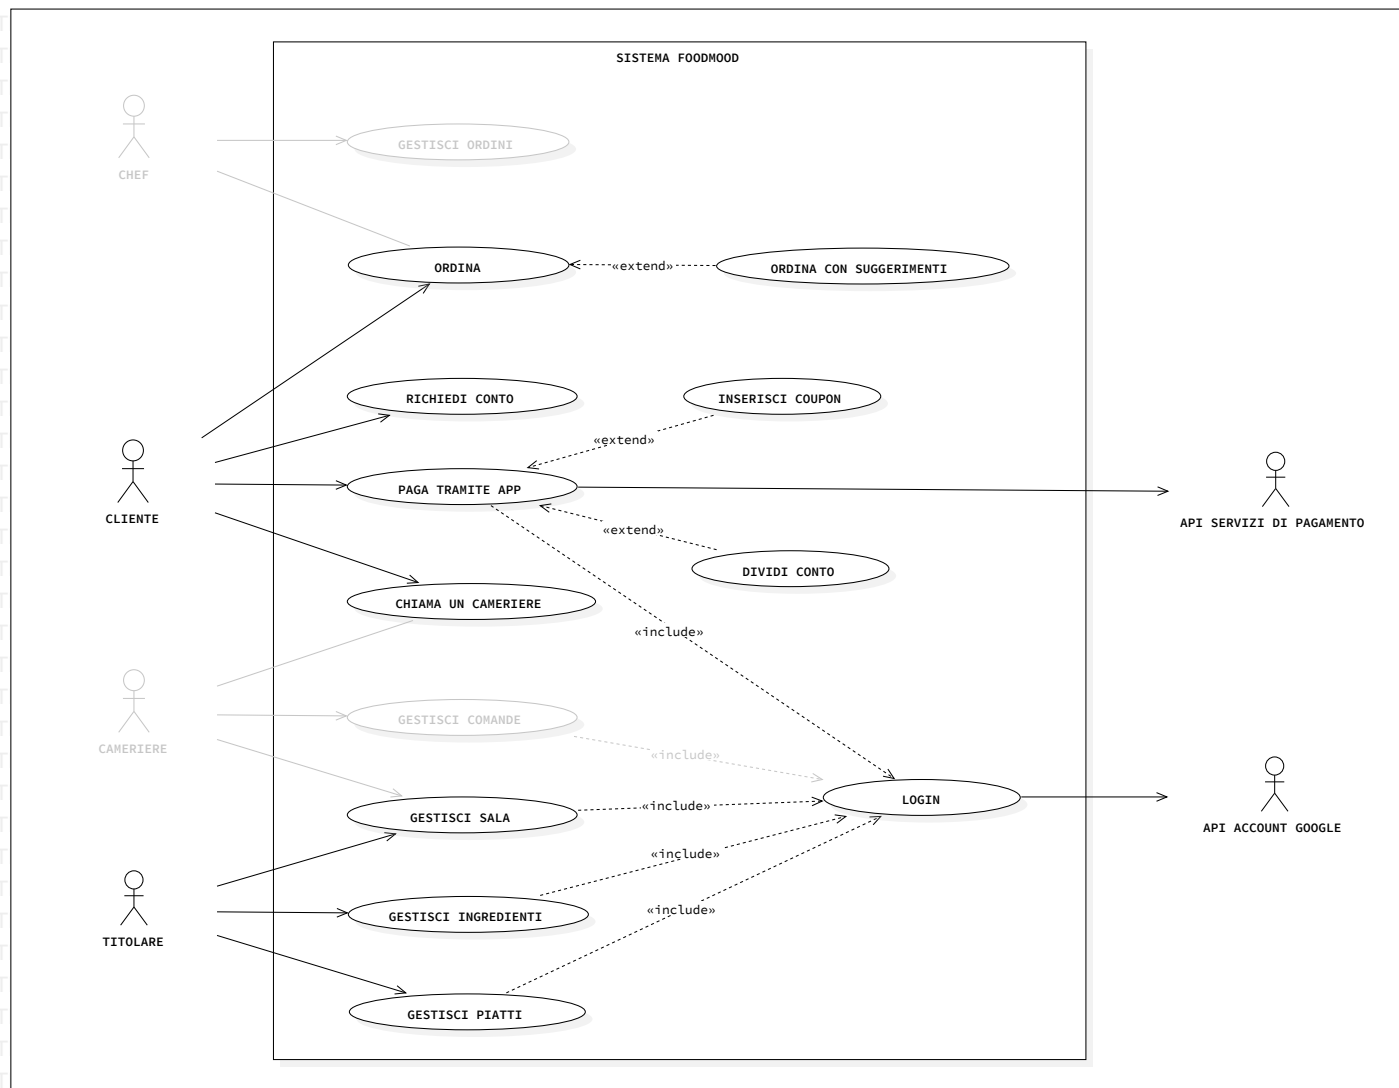 SISTEMA FOODMOOD
GESTISCI ORDINI
CHEF
ORDINA
«extend»
ORDINA CON SUGGERIMENTI
RICHIEDI CONTO
INSERISCI COUPON
«extend»
PAGA TRAMITE APP
CLIENTE
API SERVIZI DI PAGAMENTO
«extend»
DIVIDI CONTO
CHIAMA UN CAMERIERE
«include»
GESTISCI COMANDE
CAMERIERE
«include»
LOGIN
«include»
GESTISCI SALA
API ACCOUNT GOOGLE
«include»
GESTISCI INGREDIENTI
«include»
TITOLARE
GESTISCI PIATTI